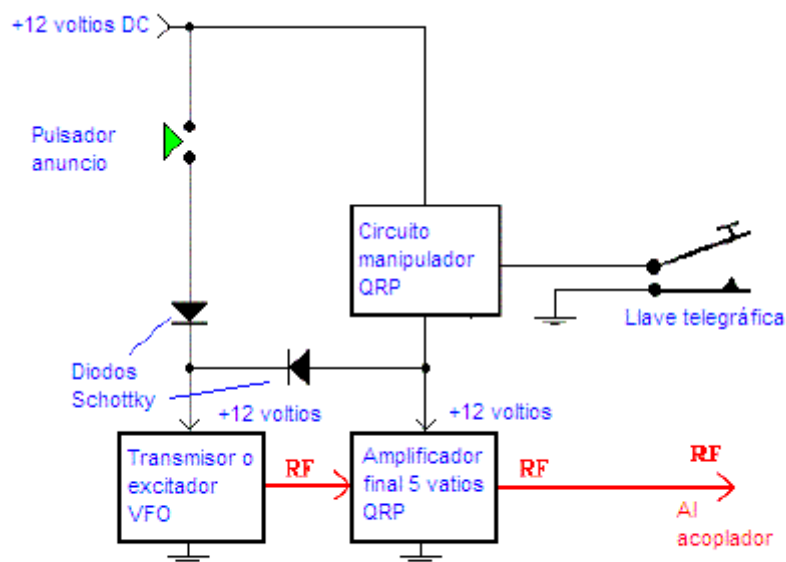 +12 voltios DC
Pulsador
anuncio
Circuito
manipulador
QRP
Llave telegráfica
Diodos
Schottky
+12 voltios
+12 voltios
Transmisor o
excitador
VFO
RF
Amplificador
final 5 vatios
QRP
RF
RF
Al
acoplador